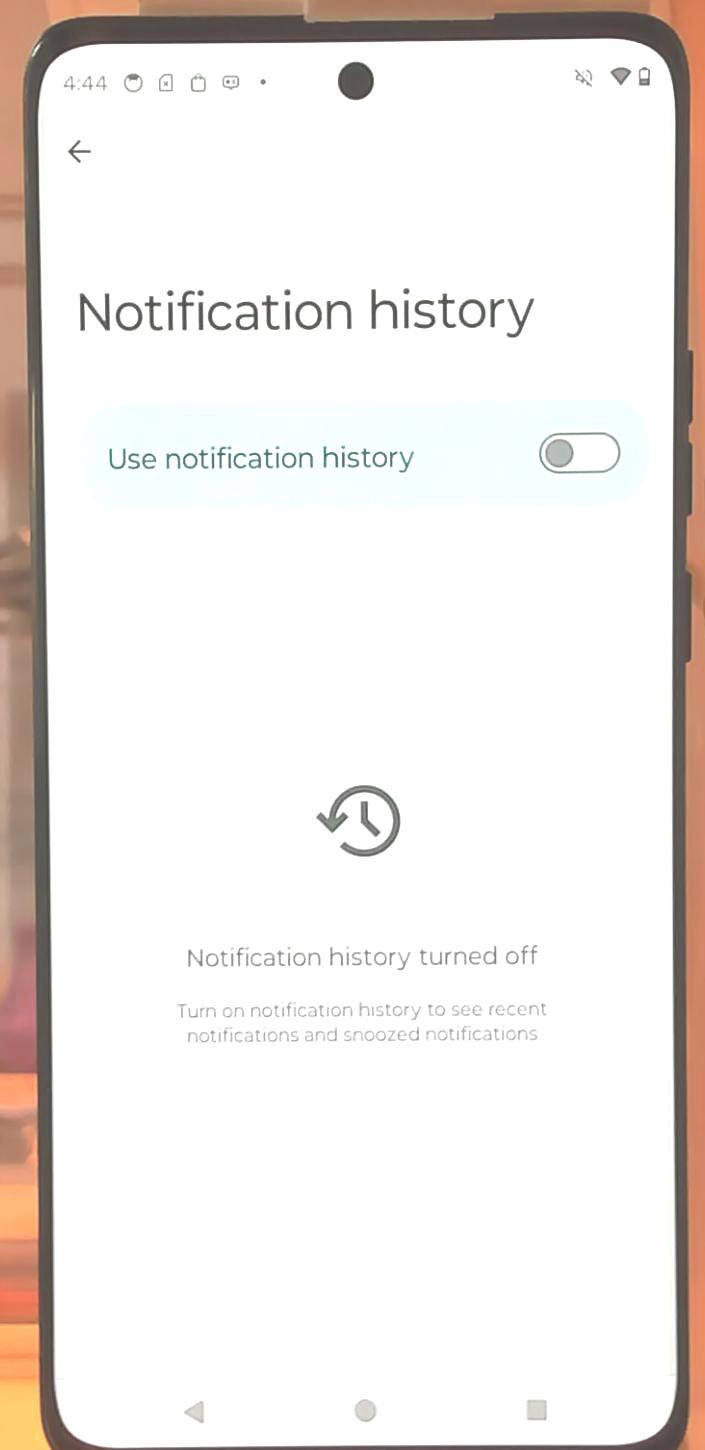 4:44
Notification history
Use notification history
Notification history turned off
Turn on notification history to see recent
notifications and snoozed notifications